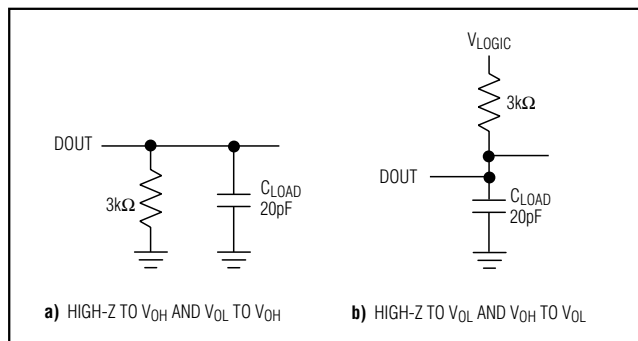 DOUT
3kΩ
CLOAD
20pF
a) HIGH-Z TO VOH AND VOL TO VOH
VLOGIC
3kΩ
DOUT
CLOAD
20pF
b) HIGH-Z TO VOL AND VOH TO VOL